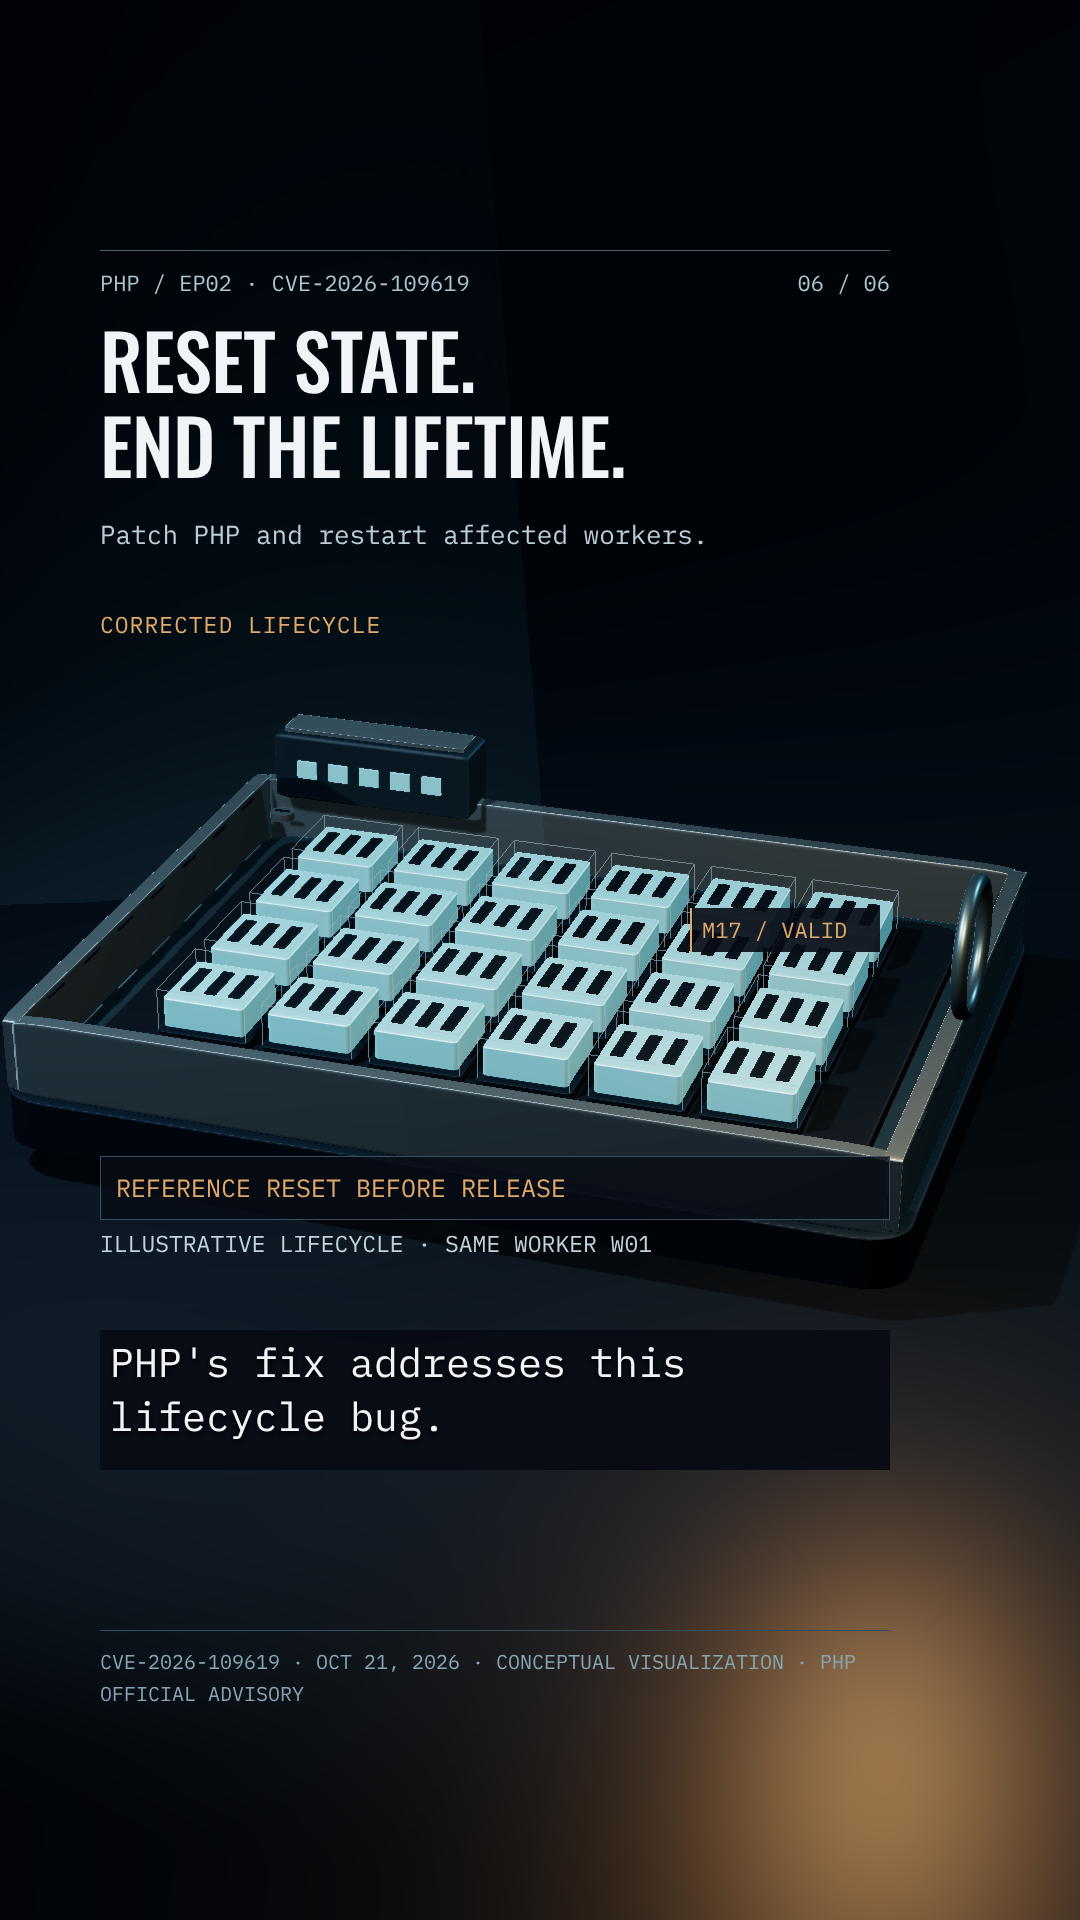 PHP / EP02 · CVE-2026-109619
06 / 06
RESET STATE.
END THE LIFETIME.
Patch PHP and restart affected workers.
CORRECTED LIFECYCLE
M17 / VALID
REFERENCE RESET BEFORE RELEASE
ILLUSTRATIVE LIFECYCLE · SAME WORKER W01
PHP's fix addresses this
lifecycle bug.
CVE-2026-109619 · OCT 21, 2026 · CONCEPTUAL VISUALIZATION · PHP
OFFICIAL ADVISORY